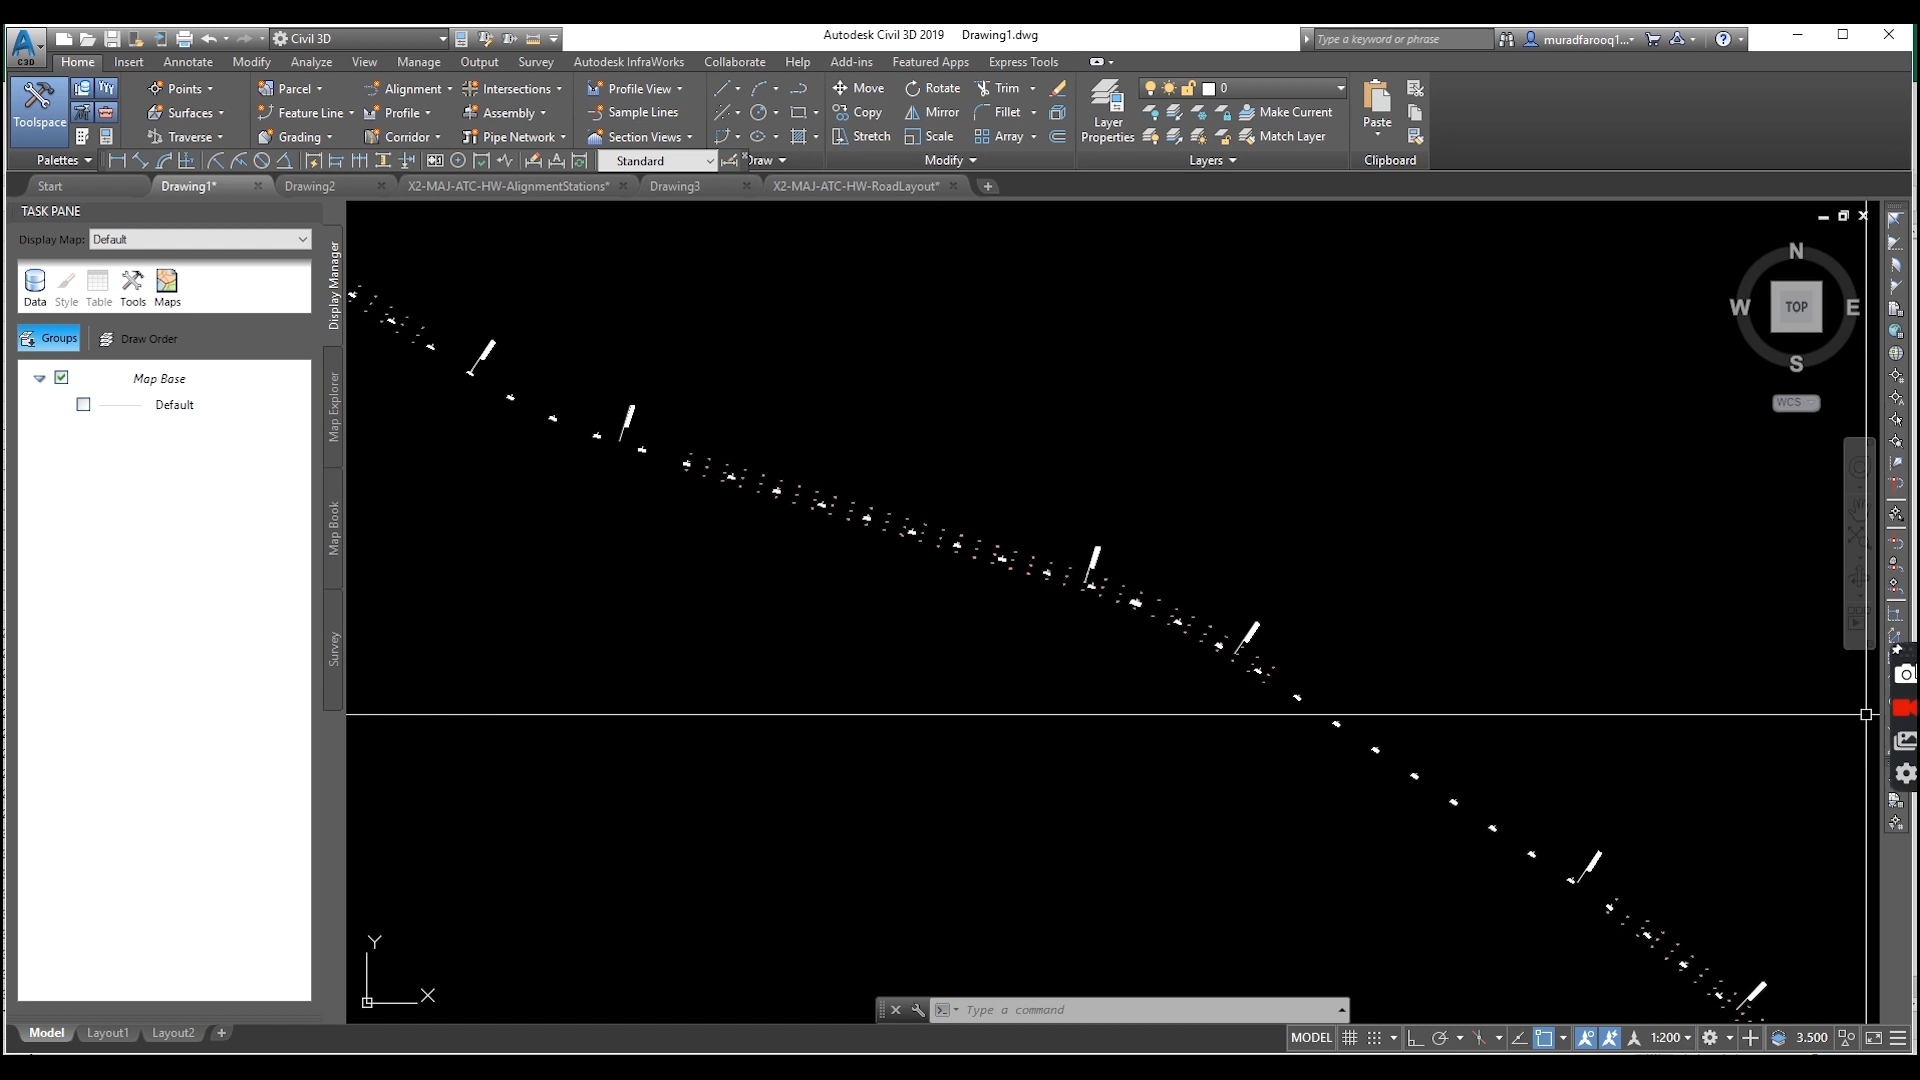 Civil 3D
Autodesk Civil 3D 2019 Drawing1.dwg
Type a keyword or phrase
muradfarooq1...
C3D
Home Insert Annotate Modify Analyze View Manage Output Survey Autodesk InfraWorks Collaborate Help Add-ins Featured Apps Express Tools
Toolspace
Points
Surfaces
Traverse
Parcel
Feature Line
Grading
Alignment
Profile
Corridor
Intersections
Assembly
Pipe Network
Profile View
Sample Lines
Section Views
Move Rotate Trim
Copy Mirror Fillet
Stretch Scale Array
Layer Properties
0
Make Current
Match Layer
Paste
Palettes
Standard
Draw
Modify
Layers
Clipboard
Start Drawing1* Drawing2 X2-MAJ-ATC-HW-AlignmentStations* Drawing3 X2-MAJ-ATC-HW-RoadLayout*
TASK PANE
Display Map: Default
Data Style Table Tools Maps
Groups Draw Order
Map Base
Default
Display Manager
Map Explorer
Map Book
Survey
N
W TOP E
S
WCS
Y
X
Type a command
Model Layout1 Layout2
MODEL 1:200 3.500